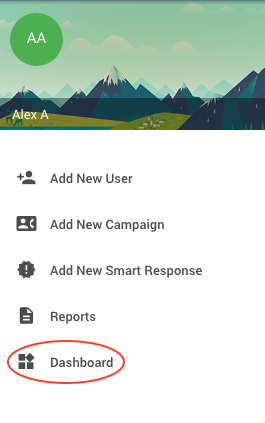 AA
Alex A
Add New User
Add New Campaign
Add New Smart Response
Reports
Dashboard